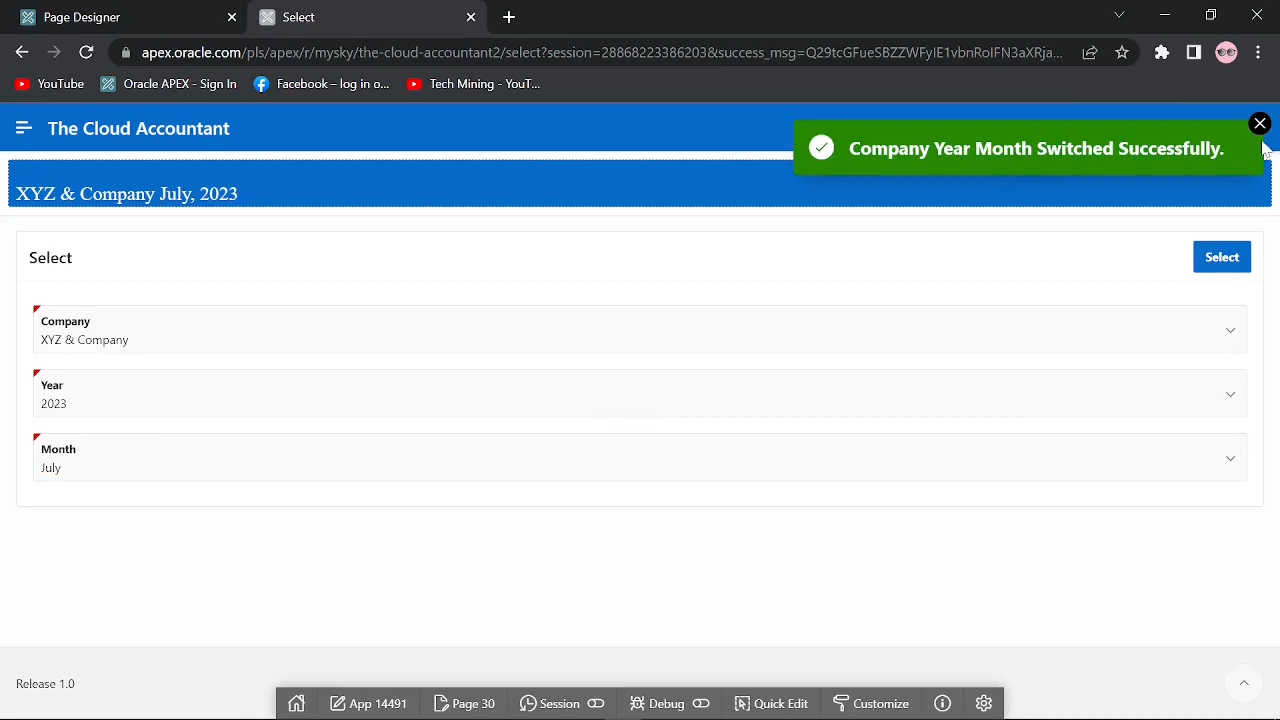 Page Designer
Select
apex.oracle.com/pls/apex/r/mysky/the-cloud-accountant2/select?session=288682233862038&success_msg=Q29tcGFueSBZZWFyIE1vbnRoIFN3aXRja...
YouTube
Oracle APEX - Sign In
Facebook – log in o...
Tech Mining - YouT...
The Cloud Accountant
Company Year Month Switched Successfully.
XYZ & Company July, 2023
Select
Select
Company
XYZ & Company
Year
2023
Month
July
Release 1.0
App 14491
Page 30
Session
Debug
Quick Edit
Customize